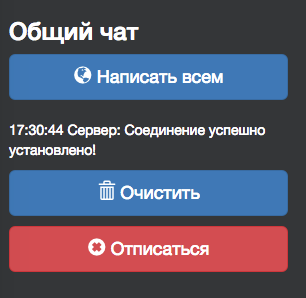 Общий чат
Написать всем
17:30:44 Сервер: Соединение успешно
установлено!
Очистить
Отписаться